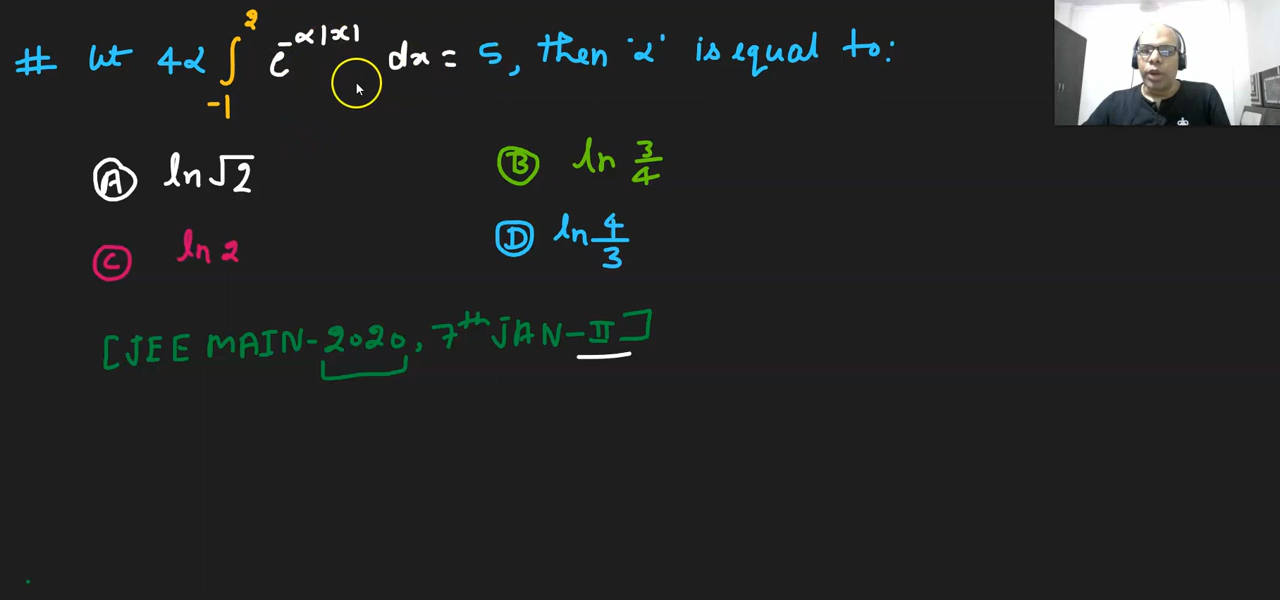 # Let 4α ∫_{-1}^{2} e^{-α|x|} dx = 5, then 'α' is equal to:
Ⓐ ln √2 Ⓑ ln 3/4
Ⓒ ln 2 Ⓓ ln 4/3
[JEE MAIN-2020, 7th JAN-II]